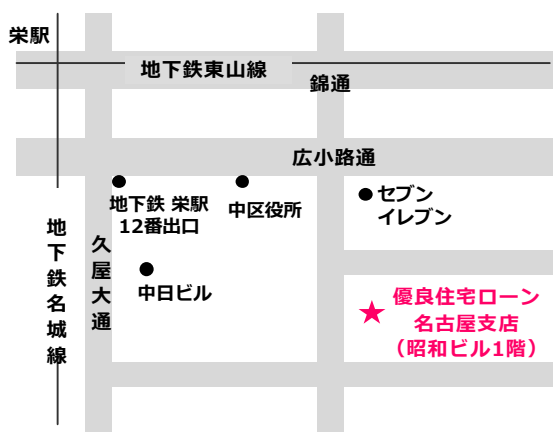 栄駅
地下鉄東山線
錦通
広小路通
地下鉄 栄駅
12番出口
中区役所
セブン
イレブン
地下鉄名城線
久屋大通
中日ビル
優良住宅ローン
名古屋支店
（昭和ビル1階）